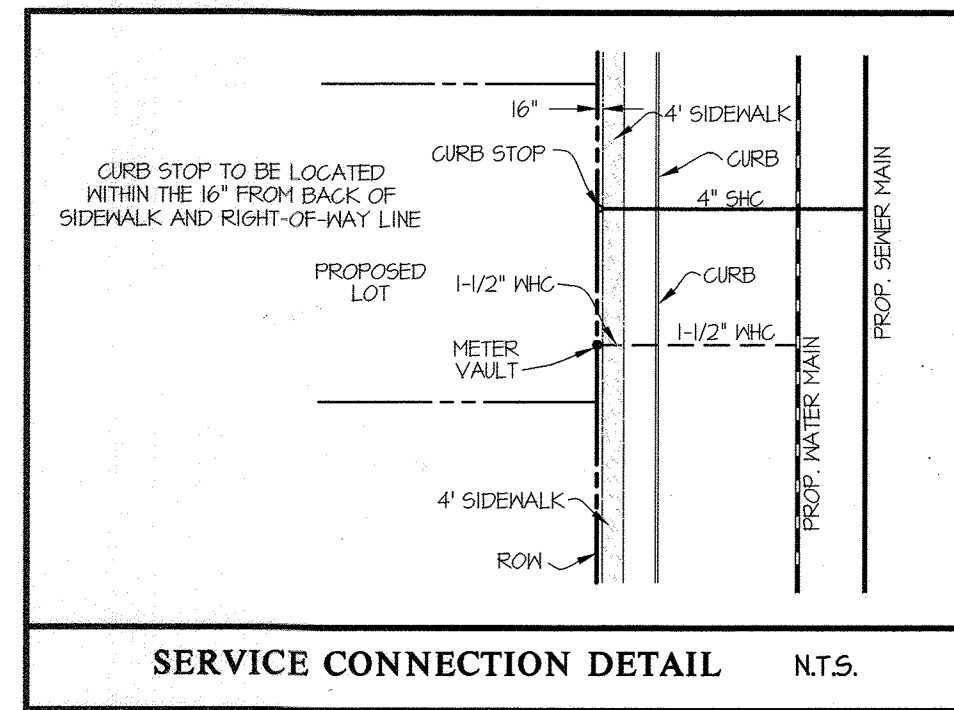 16"
4' SIDEWALK
CURB STOP
CURB
CURB STOP TO BE LOCATED
WITHIN THE 16" FROM BACK OF
SIDEWALK AND RIGHT-OF-WAY LINE
4" SHC
PROP. SEWER MAIN
PROPOSED
LOT
1-1/2" WHC
CURB
1-1/2" WHC
METER
VAULT
PROP. WATER MAIN
4' SIDEWALK
ROW
SERVICE CONNECTION DETAIL N.T.S.